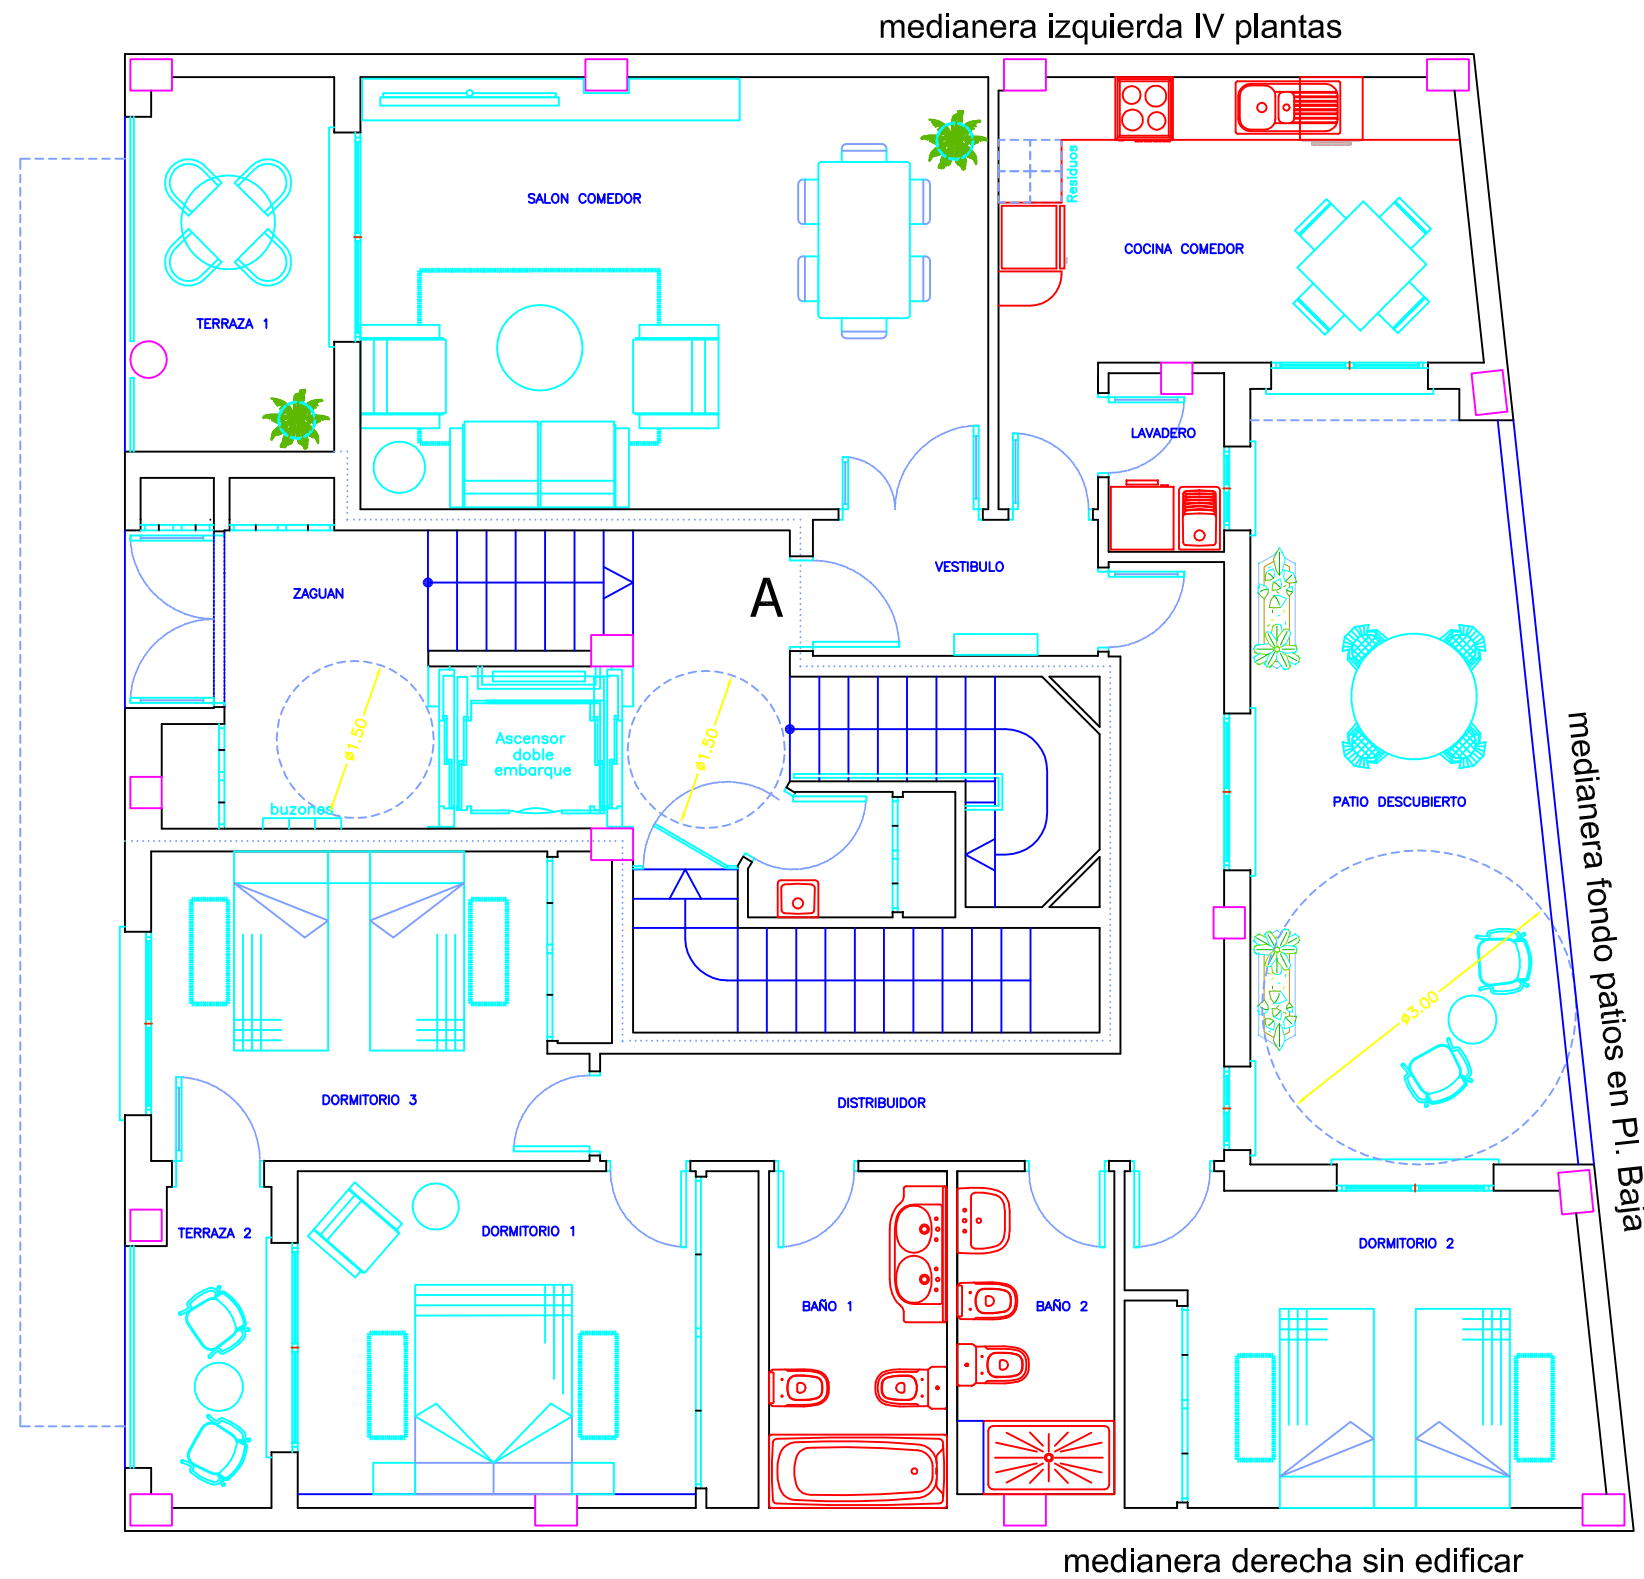 medianera izquierda IV plantas
SALON COMEDOR
Residuos
COCINA COMEDOR
TERRAZA 1
LAVADERO
VESTIBULO
A
ZAGUAN
ø1.50
ø1.50
Ascensor
doble
embarque
buzones
PATIO DESCUBIERTO
medianera fondo patios en Pl. Baja
ø3.00
DORMITORIO 3
DISTRIBUIDOR
TERRAZA 2
DORMITORIO 1
DORMITORIO 2
BAÑO 1
BAÑO 2
medianera derecha sin edificar